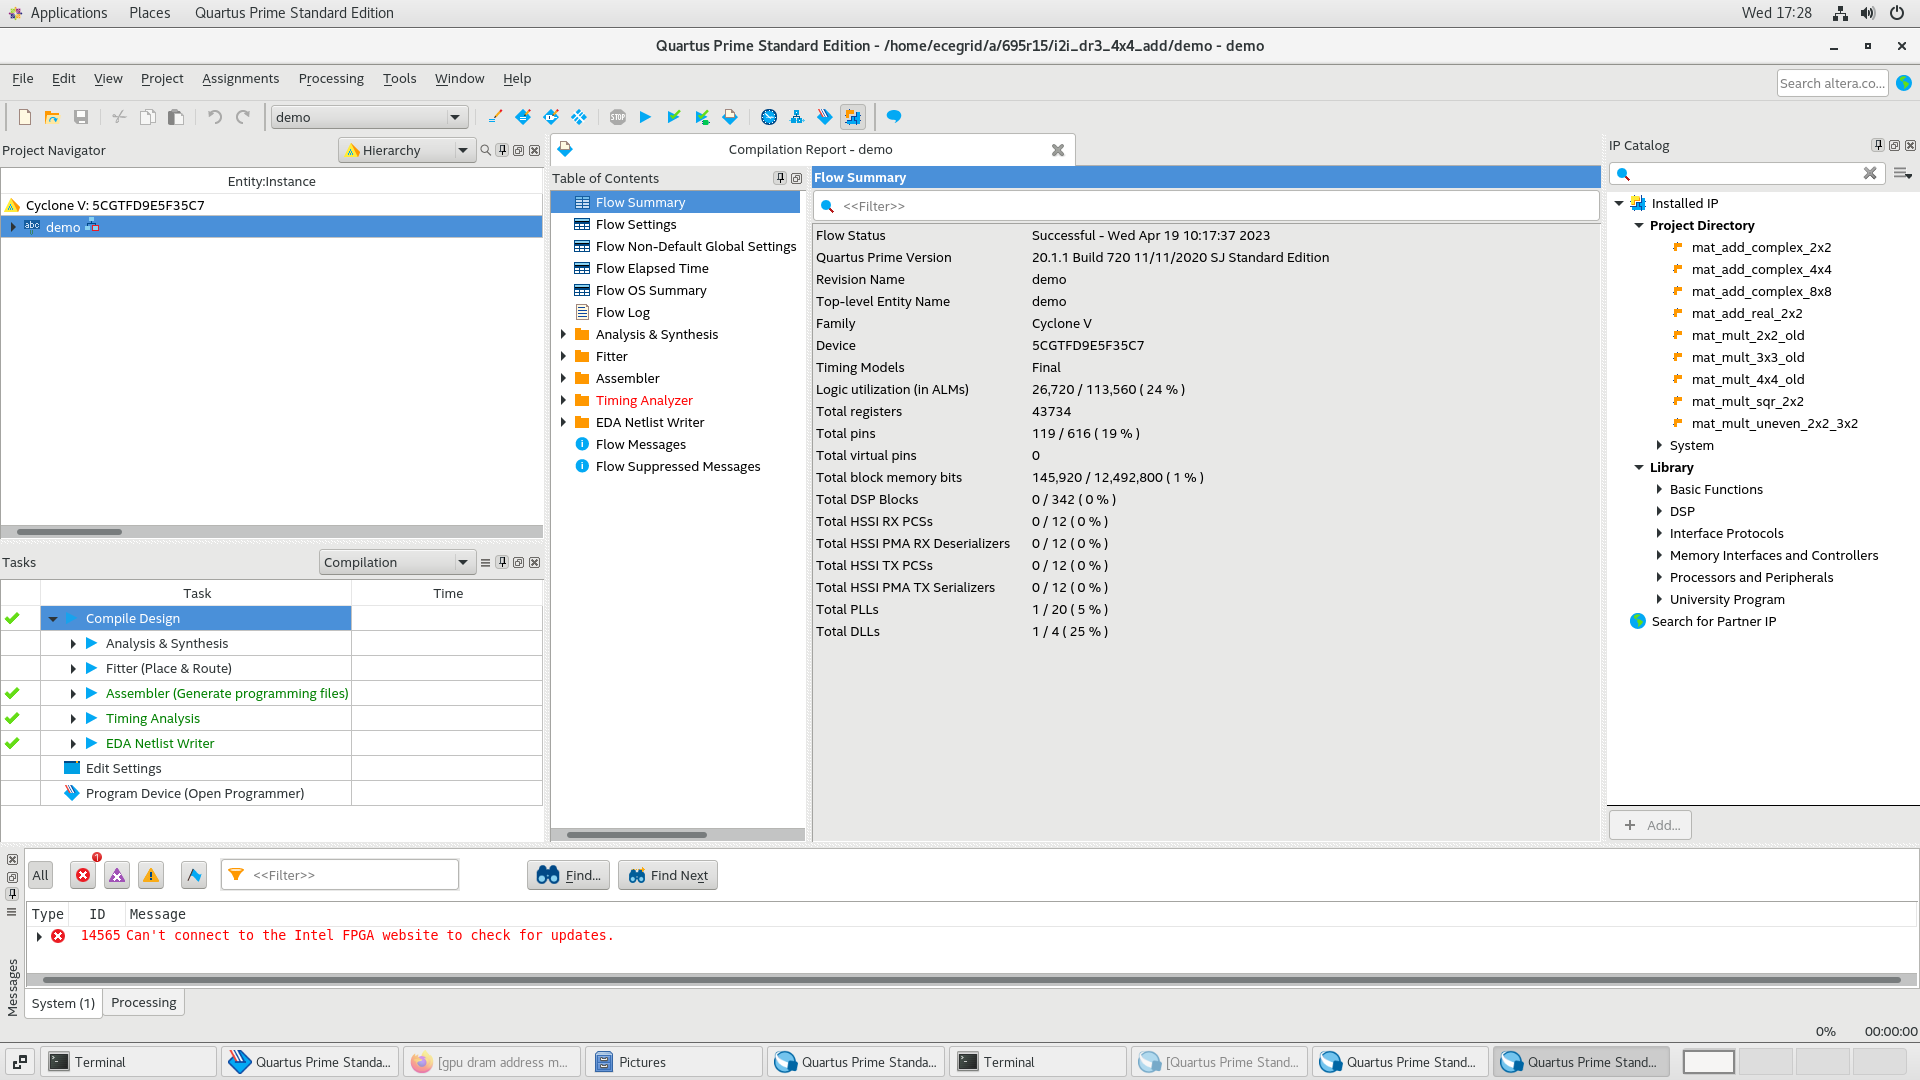 Applications Places Quartus Prime Standard Edition Wed 17:28
Quartus Prime Standard Edition - /home/ecegrid/a/695r15/i2i_dr3_4x4_add/demo - demo
File Edit View Project Assignments Processing Tools Window Help Search altera.co...
demo
STOP
Project Navigator
Hierarchy
Entity:Instance
Cyclone V: 5CGTFD9E5F35C7
abc demo
Tasks
Compilation
Task Time
Compile Design
Analysis & Synthesis
Fitter (Place & Route)
Assembler (Generate programming files)
Timing Analysis
EDA Netlist Writer
Edit Settings
Program Device (Open Programmer)
Compilation Report - demo
Table of Contents
Flow Summary
Flow Settings
Flow Non-Default Global Settings
Flow Elapsed Time
Flow OS Summary
Flow Log
Analysis & Synthesis
Fitter
Assembler
Timing Analyzer
EDA Netlist Writer
Flow Messages
Flow Suppressed Messages
Flow Summary
<<Filter>>
Flow Status Successful - Wed Apr 19 10:17:37 2023
Quartus Prime Version 20.1.1 Build 720 11/11/2020 SJ Standard Edition
Revision Name demo
Top-level Entity Name demo
Family Cyclone V
Device 5CGTFD9E5F35C7
Timing Models Final
Logic utilization (in ALMs) 26,720 / 113,560 ( 24 % )
Total registers 43734
Total pins 119 / 616 ( 19 % )
Total virtual pins 0
Total block memory bits 145,920 / 12,492,800 ( 1 % )
Total DSP Blocks 0 / 342 ( 0 % )
Total HSSI RX PCSs 0 / 12 ( 0 % )
Total HSSI PMA RX Deserializers 0 / 12 ( 0 % )
Total HSSI TX PCSs 0 / 12 ( 0 % )
Total HSSI PMA TX Serializers 0 / 12 ( 0 % )
Total PLLs 1 / 20 ( 5 % )
Total DLLs 1 / 4 ( 25 % )
IP Catalog
Installed IP
Project Directory
mat_add_complex_2x2
mat_add_complex_4x4
mat_add_complex_8x8
mat_add_real_2x2
mat_mult_2x2_old
mat_mult_3x3_old
mat_mult_4x4_old
mat_mult_sqr_2x2
mat_mult_uneven_2x2_3x2
System
Library
Basic Functions
DSP
Interface Protocols
Memory Interfaces and Controllers
Processors and Peripherals
University Program
Search for Partner IP
+ Add...
All 1 <<Filter>> Find... Find Next
Type ID Message
14565 Can't connect to the Intel FPGA website to check for updates.
Messages
System (1) Processing
0% 00:00:00
Terminal Quartus Prime Standa... [gpu dram address m... Pictures Quartus Prime Standa... Terminal [Quartus Prime Stand... Quartus Prime Stand... Quartus Prime Stand...